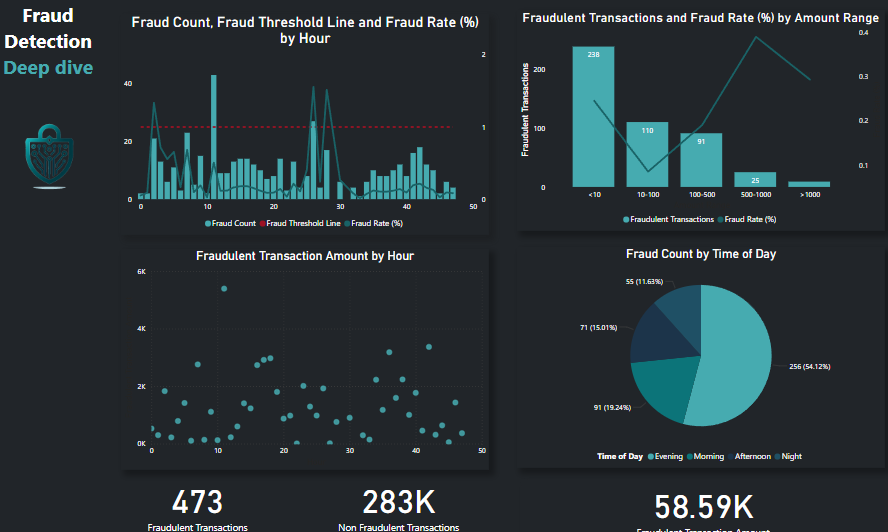 Fraud
Detection
Deep dive
Fraud Count, Fraud Threshold Line and Fraud Rate (%)
by Hour
2
40
20
1
0
0
0
10
20
30
40
50
Fraud Count Fraud Threshold Line Fraud Rate (%)
Fraudulent Transactions and Fraud Rate (%) by Amount Range
0.4
0.3
0.2
0.1
Fraudulent Transactions
200
100
0
238
110
91
25
<10
10-100
100-500
500-1000
>1000
Fraudulent Transactions Fraud Rate (%)
Fraudulent Transaction Amount by Hour
6K
4K
2K
0K
0
10
20
30
40
50
Fraud Count by Time of Day
55 (11.63%)
71 (15.01%)
91 (19.24%)
256 (54.12%)
Time of Day Evening Morning Afternoon Night
473
Fraudulent Transactions
283K
Non Fraudulent Transactions
58.59K
Fraudulent Transaction Amount